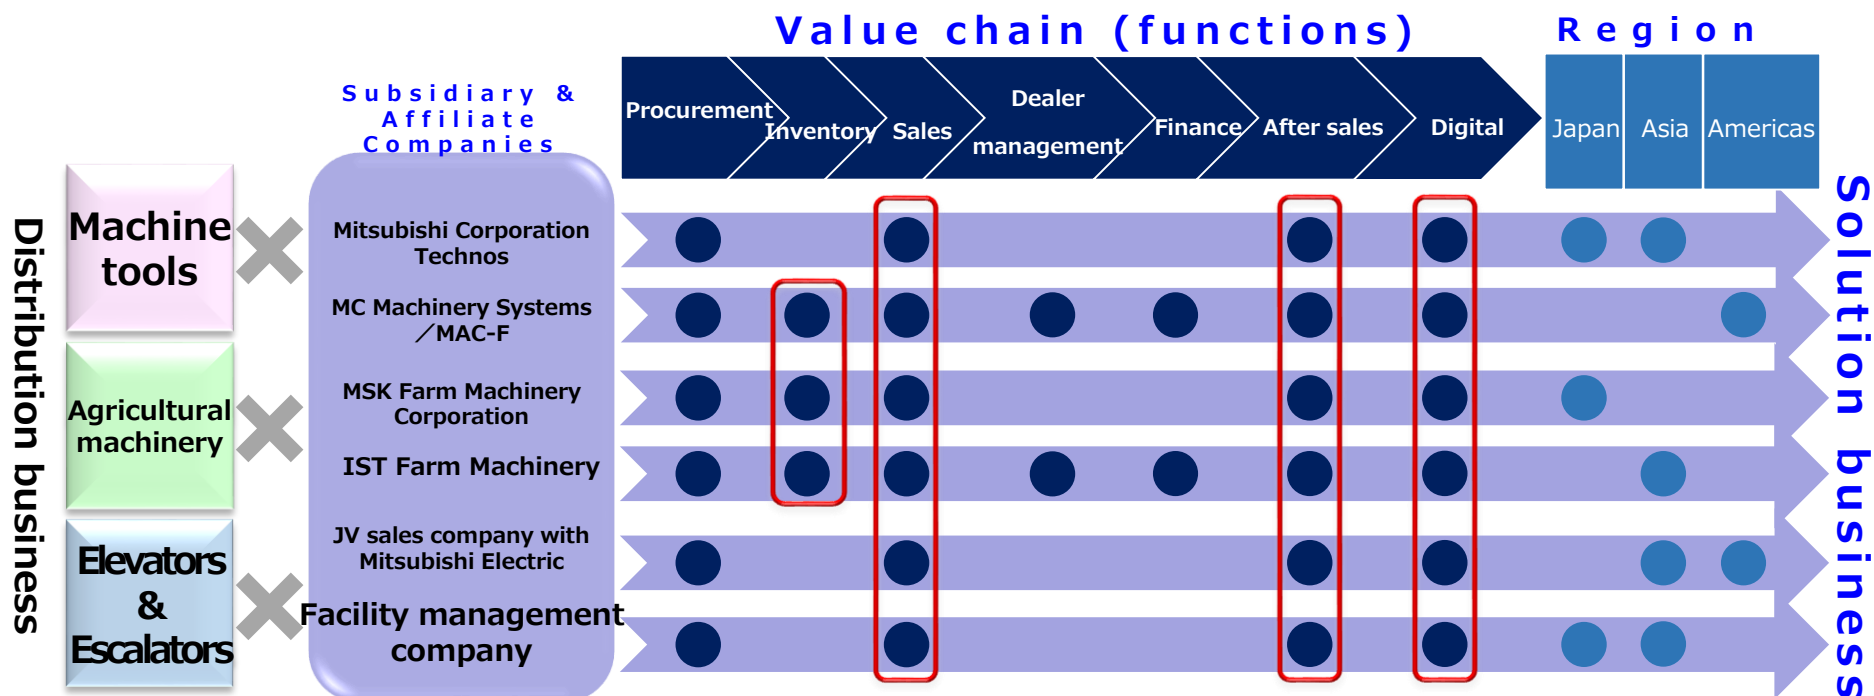 Value chain (functions)
Region
Subsidiary &
Affiliate
Companies
Procurement
Inventory
Sales
Dealer
management
Finance
After sales
Digital
Japan
Asia
Americas
Distribution business
Machine
tools
Agricultural
machinery
Elevators
&
Escalators
Mitsubishi Corporation
Technos
MC Machinery Systems
／MAC-F
MSK Farm Machinery
Corporation
IST Farm Machinery
JV sales company with
Mitsubishi Electric
Facility management
company
Solution business